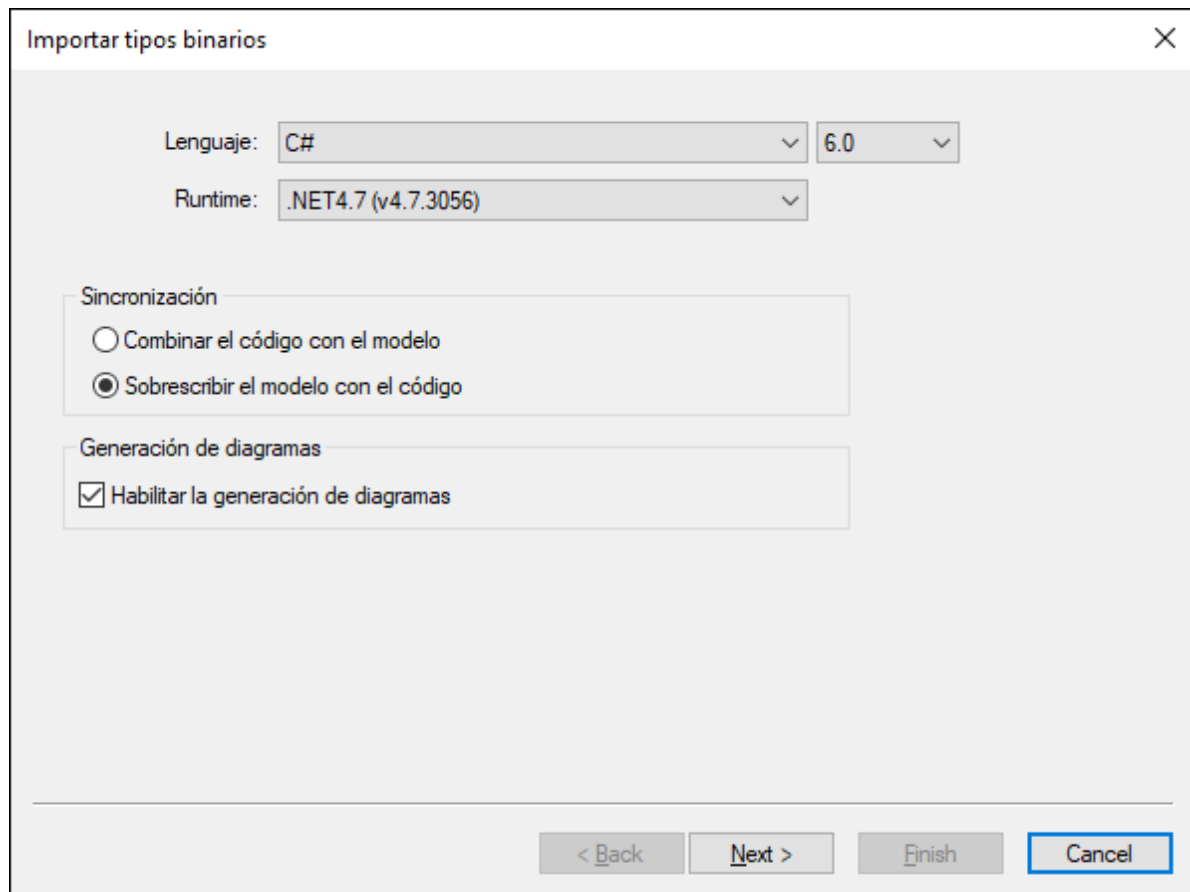 Importar tipos binarios
Lenguaje: C# 6.0
Runtime: .NET4.7 (v4.7.3056)
Sincronización
Combinar el código con el modelo
Sobrescribir el modelo con el código
Generación de diagramas
Habilitar la generación de diagramas
< Back Next > Finish Cancel